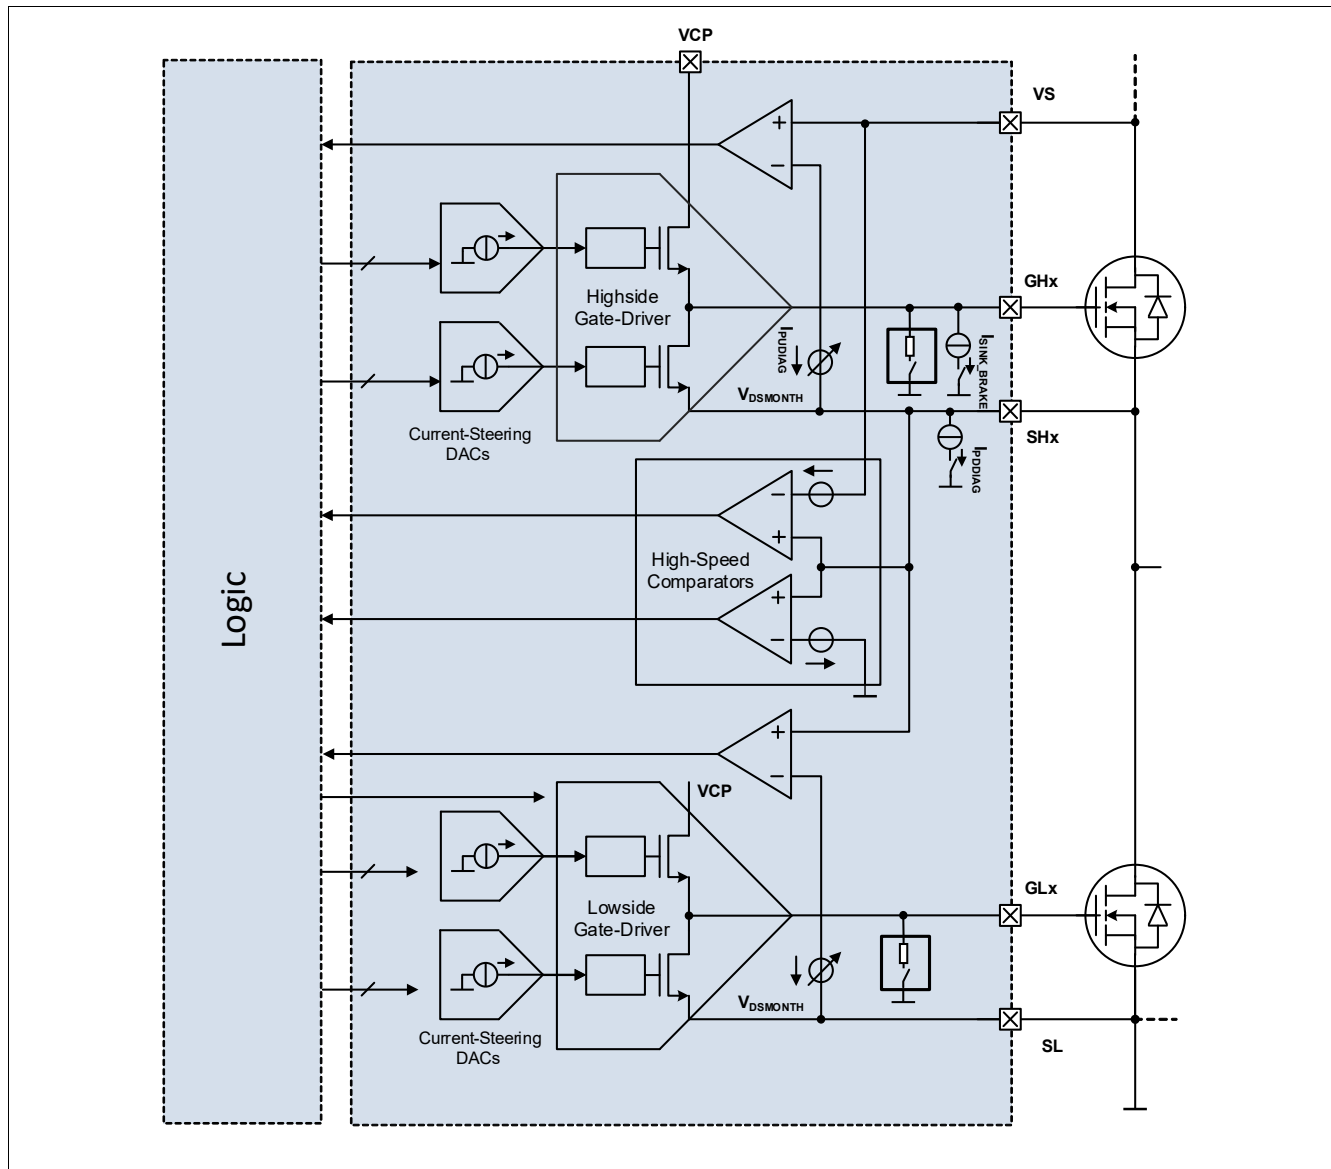 VCP
VS
+
−
GHx
Highside
Gate-Driver
IPUDIAG
ISINK_BRAKE
VDSMONTH
SHx
Current-Steering
DACs
IPDDIAG
−
+
High-Speed
Comparators
+
−
Logic
+
−
VCP
GLx
Lowside
Gate-Driver
VDSMONTH
Current-Steering
DACs
SL